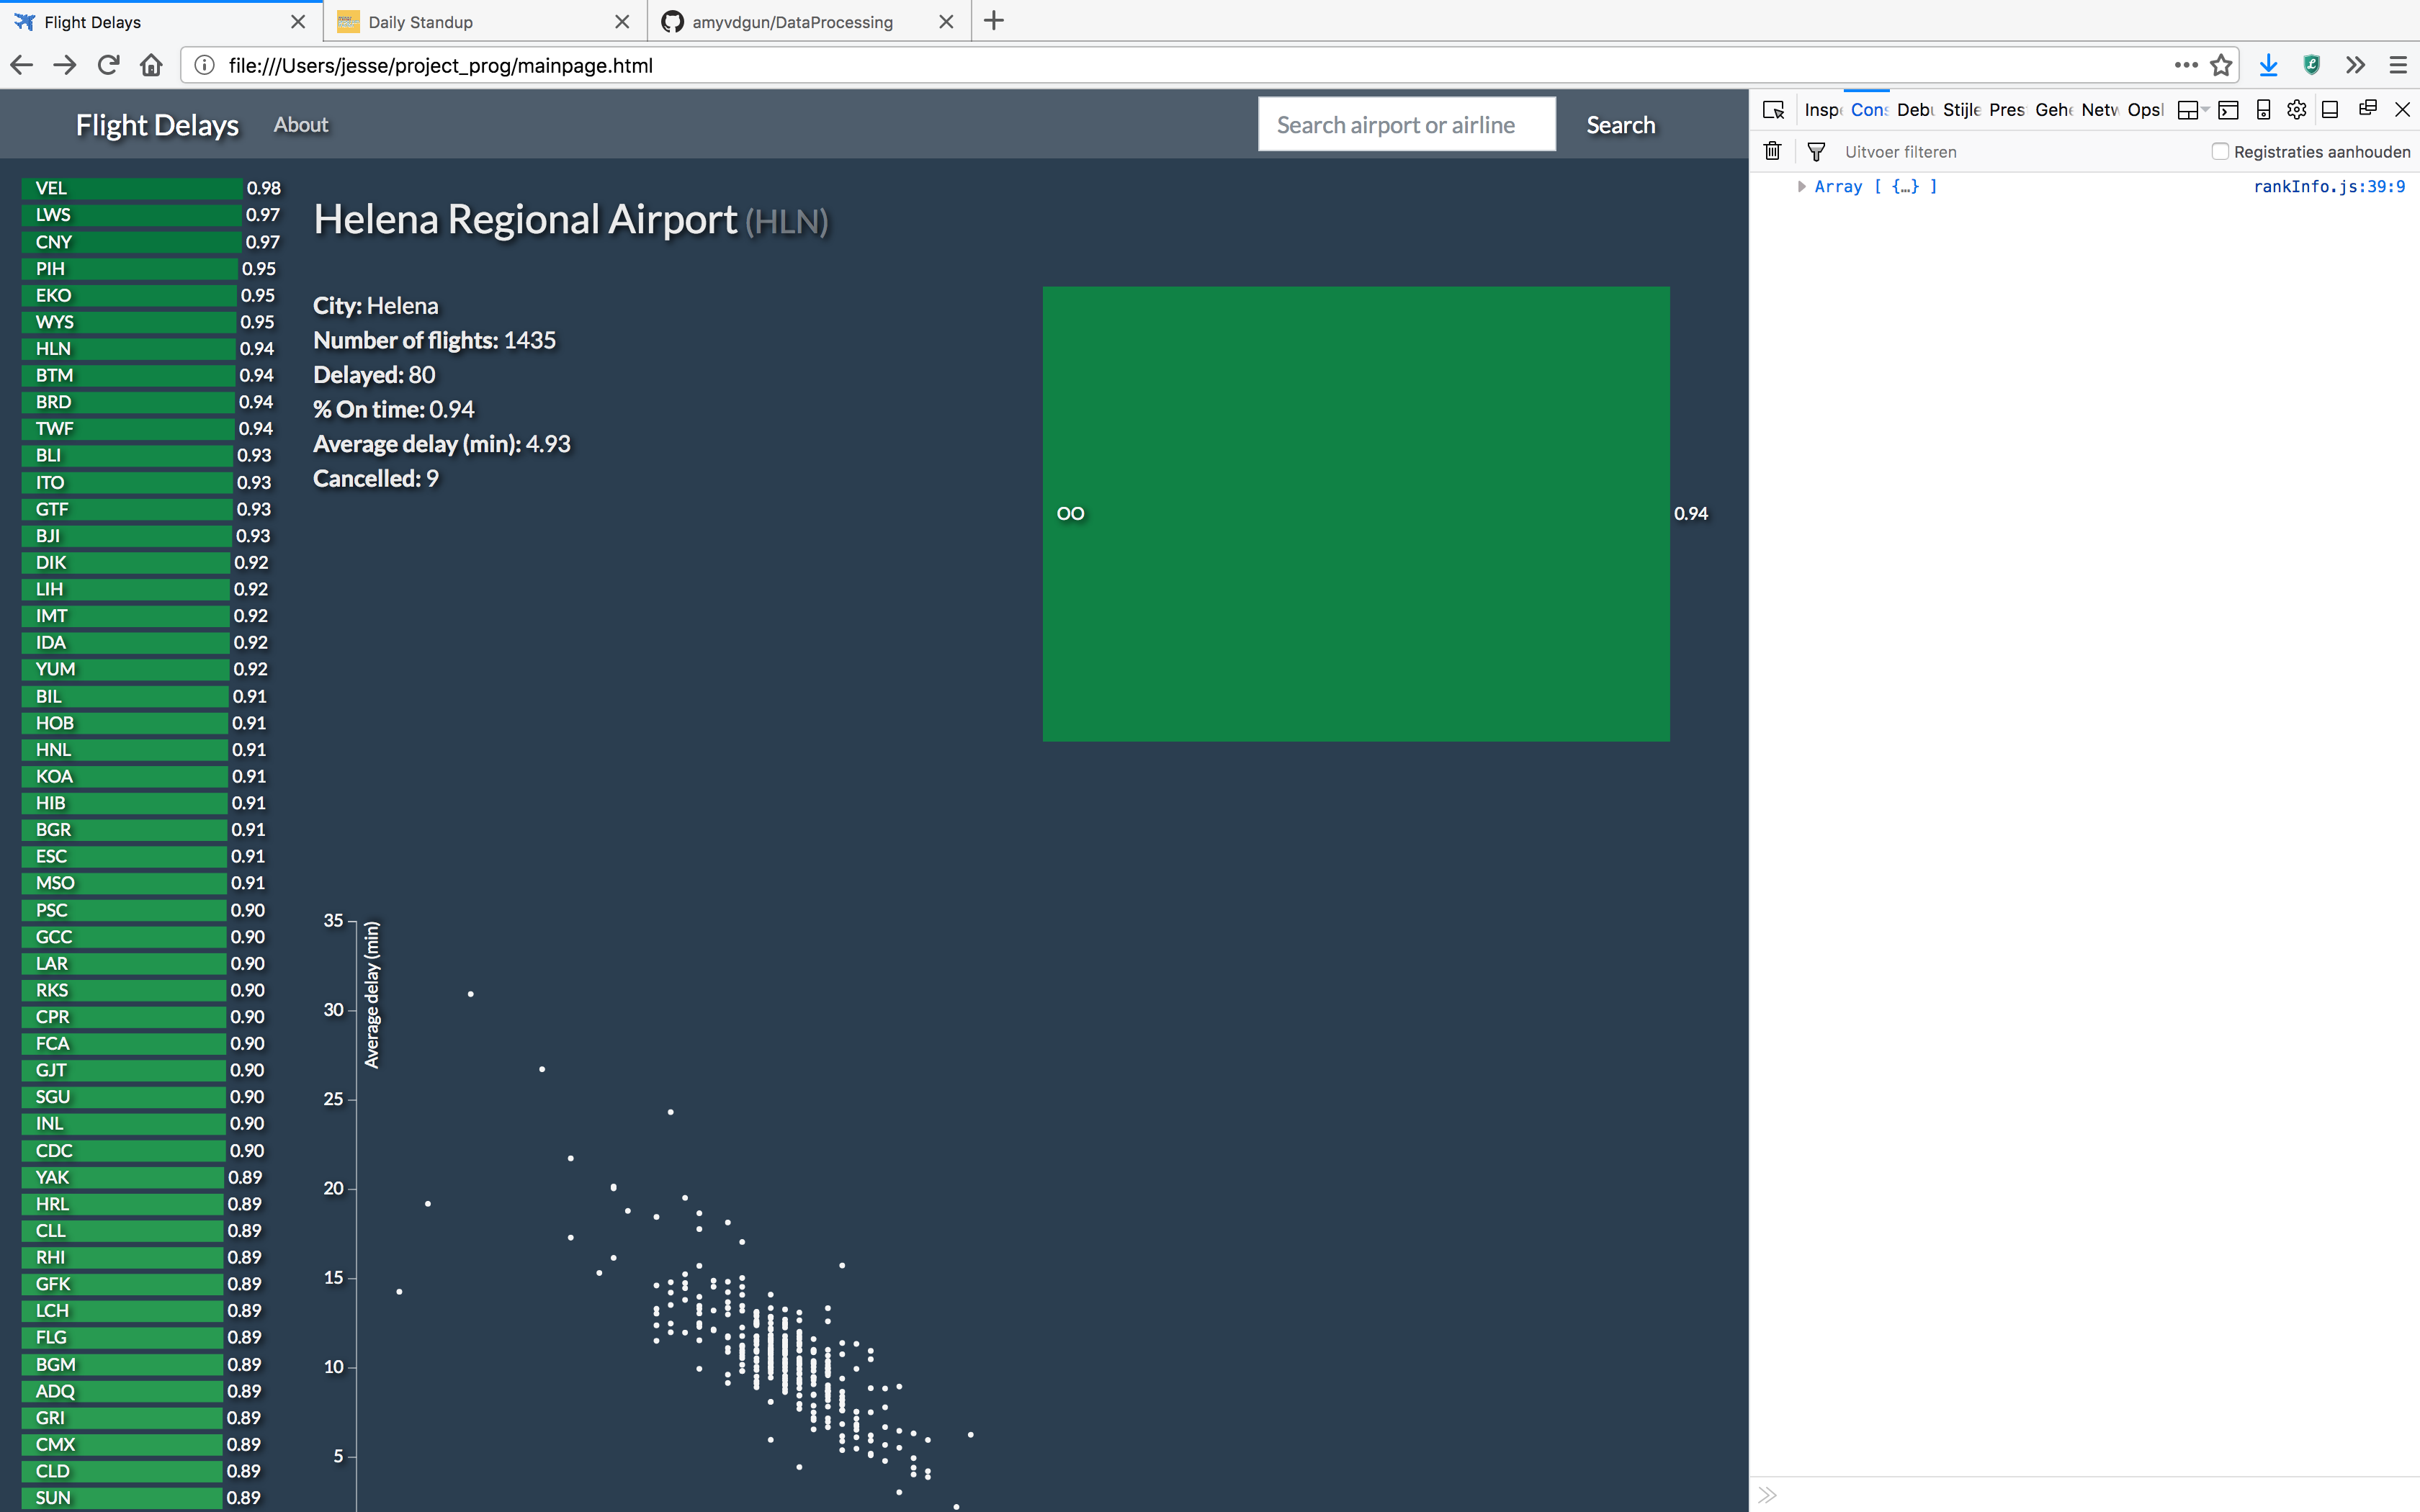 Flight Delays
Daily Standup
amyvdgun/DataProcessing
file:///Users/jesse/project_prog/mainpage.html
Flight Delays About Search airport or airline Search
VEL 0.98
LWS 0.97
CNY 0.97
PIH 0.95
EKO 0.95
WYS 0.95
HLN 0.94
BTM 0.94
BRD 0.94
TWF 0.94
BLI 0.93
ITO 0.93
GTF 0.93
BJI 0.93
DIK 0.92
LIH 0.92
IMT 0.92
IDA 0.92
YUM 0.92
BIL 0.91
HOB 0.91
HNL 0.91
KOA 0.91
HIB 0.91
BGR 0.91
ESC 0.91
MSO 0.91
PSC 0.90
GCC 0.90
LAR 0.90
RKS 0.90
CPR 0.90
FCA 0.90
GJT 0.90
SGU 0.90
INL 0.90
CDC 0.90
YAK 0.89
HRL 0.89
CLL 0.89
RHI 0.89
GFK 0.89
LCH 0.89
FLG 0.89
BGM 0.89
ADQ 0.89
GRI 0.89
CMX 0.89
CLD 0.89
SUN 0.89
Helena Regional Airport (HLN)
City: Helena
Number of flights: 1435
Delayed: 80
% On time: 0.94
Average delay (min): 4.93
Cancelled: 9
OO 0.94
Average delay (min)
35
30
25
20
15
10
5
Inspe Cons Debu Stijle Pres Gehe Netw Opsl
Uitvoer filteren Registraties aanhouden
Array [ {…} ] rankInfo.js:39:9